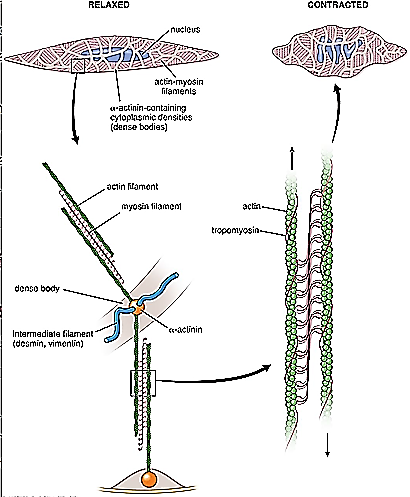 RELAXED
CONTRACTED
nucleus
actin-myosin
filaments
α-actinin-containing
cytoplasmic densities
(dense bodies)
actin filament
myosin filament
actin
tropomyosin
dense body
α-actinin
Intermediate filament
(desmin, vimentin)